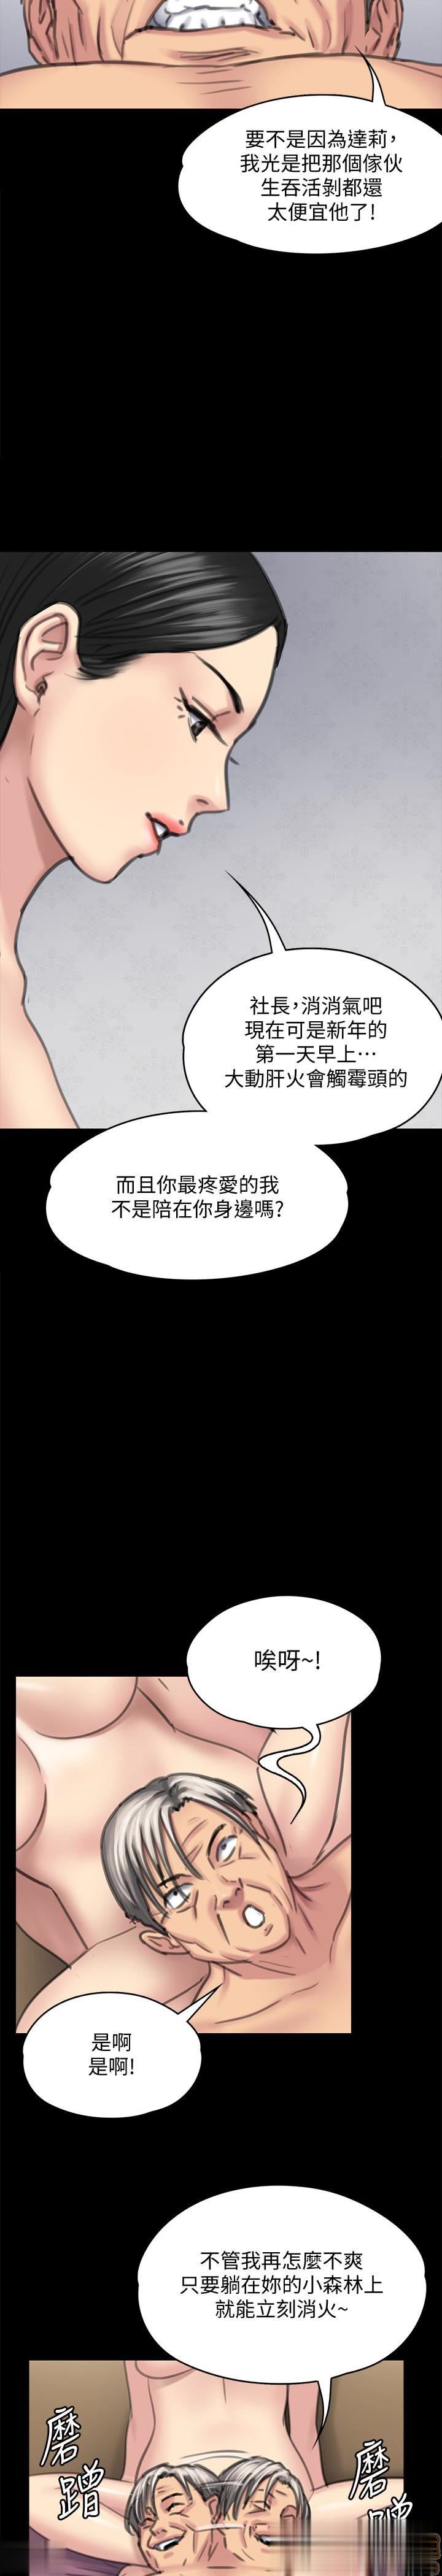 要不是因為達莉，
我光是把那個傢伙
生吞活剝都還
太便宜他了！
社長，消消氣吧
現在可是新年的
第一天早上…
大動肝火會觸霉頭的
而且你最疼愛的我
不是陪在你身邊嗎？
唉呀~！
是啊
是啊！
不管我再怎麼不爽
只要躺在妳的小森林上
就能立刻消火~
磨蹭
磨蹭